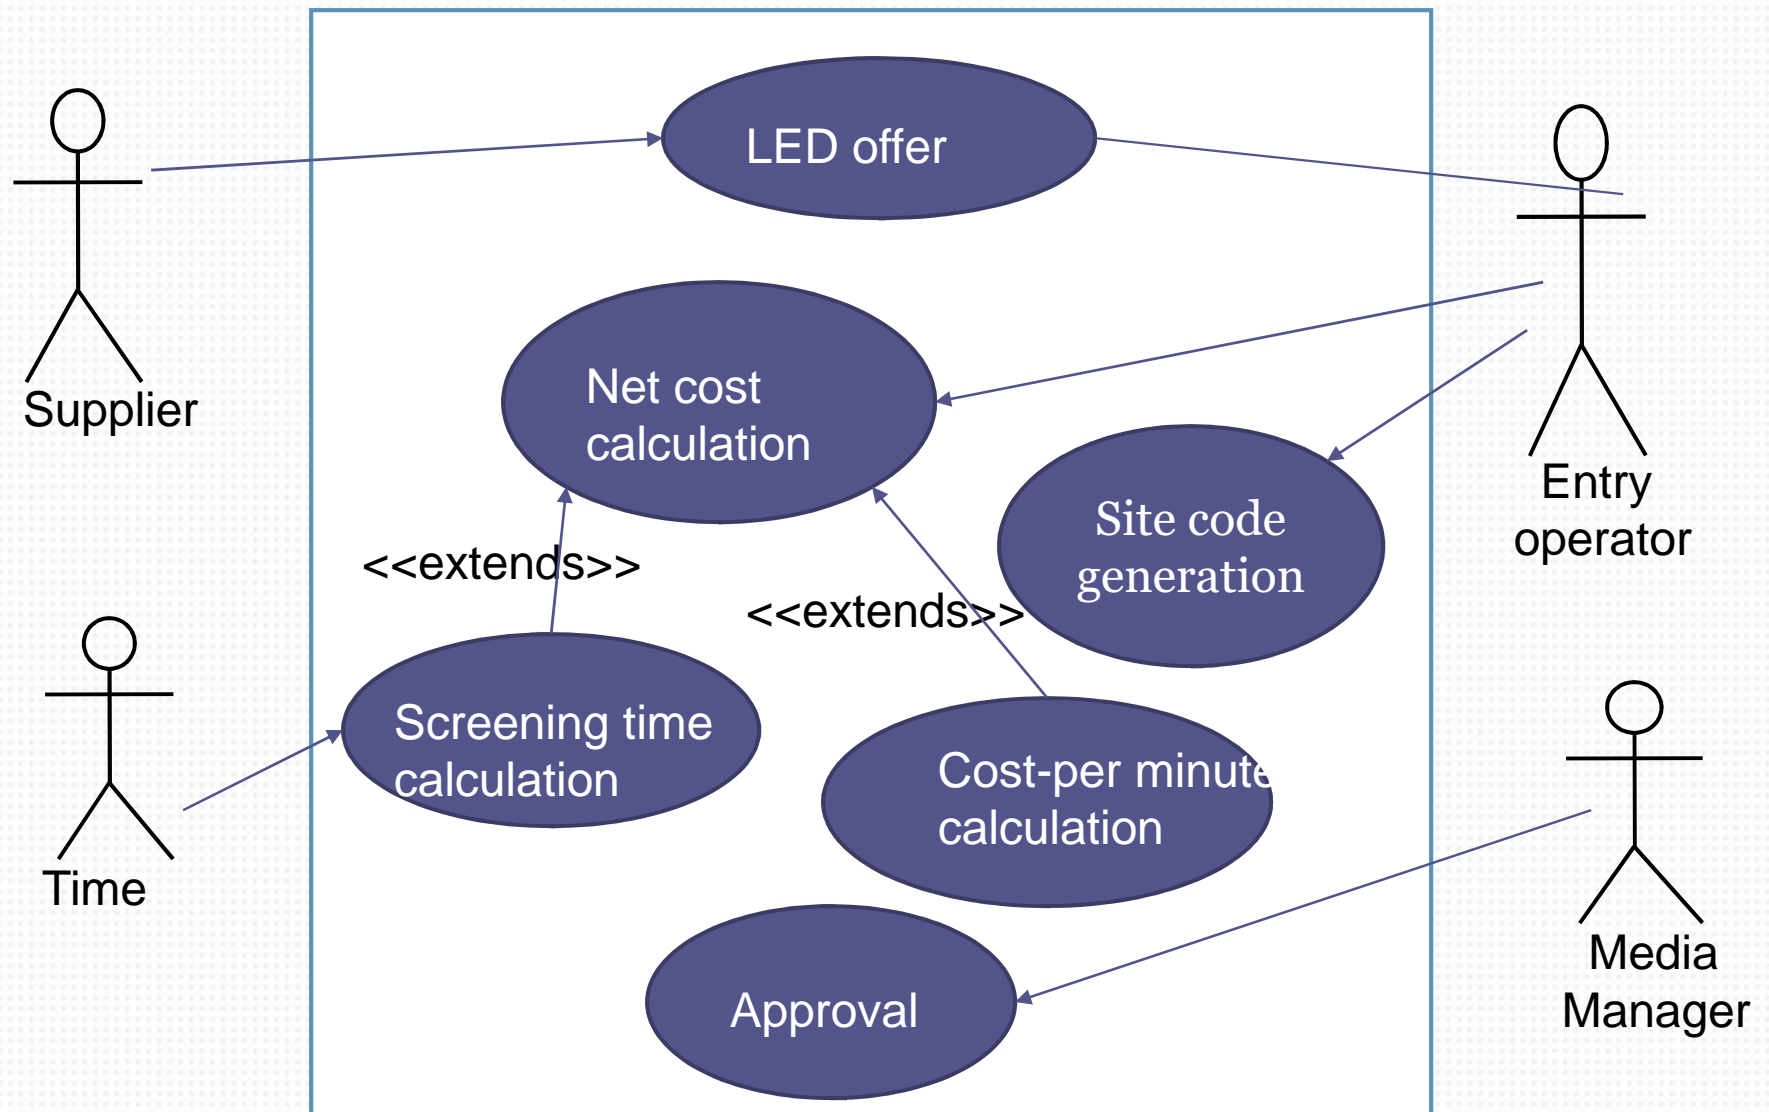 LED offer
Supplier
Net cost
calculation
Entry
operator
Site code
generation
<<extends>>
<<extends>>
Screening time
calculation
Cost-per minute
calculation
Time
Media
Manager
Approval